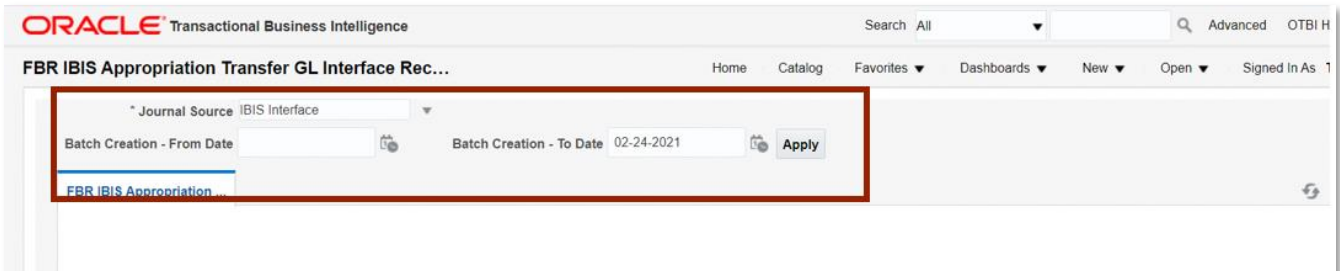 ORACLE Transactional Business Intelligence Search All Advanced OTBI H
FBR IBIS Appropriation Transfer GL Interface Rec... Home Catalog Favorites Dashboards New Open Signed In As T
* Journal Source IBIS Interface
Batch Creation - From Date Batch Creation - To Date 02-24-2021 Apply
FBR IBIS Appropriation ...